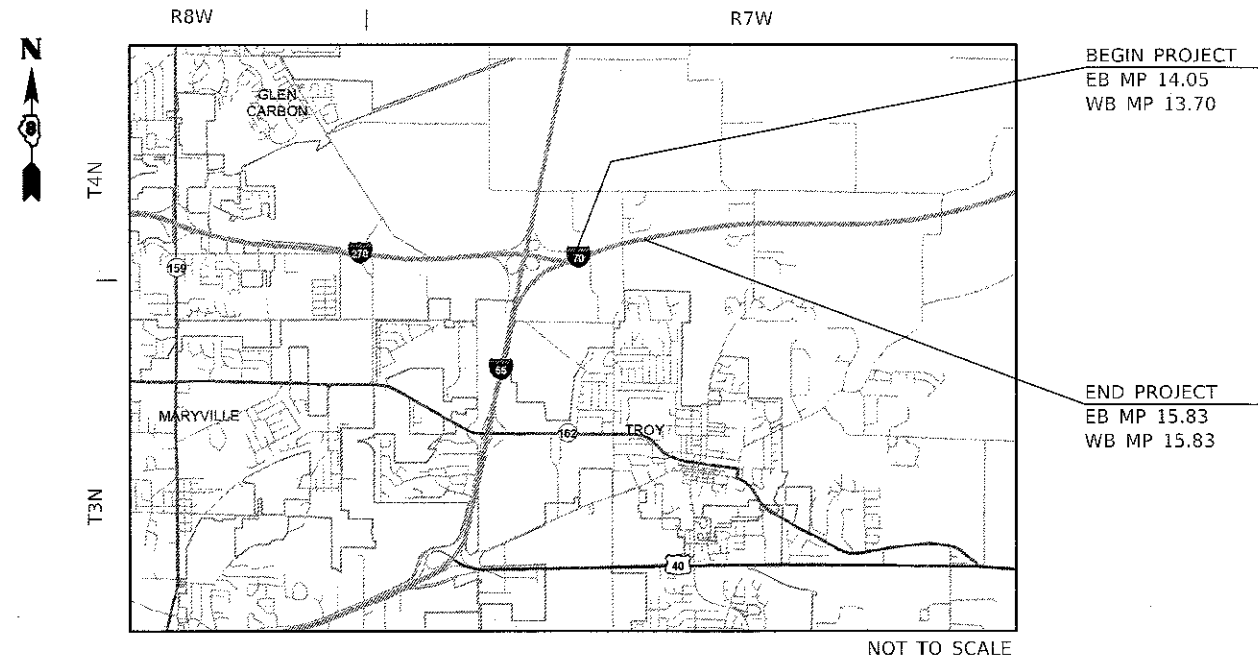 R8W
R7W
N
8
T4N
T3N
BEGIN PROJECT
EB MP 14.05
WB MP 13.70
GLEN
CARBON
270
70
159
55
MARYVILLE
162
TROY
40
END PROJECT
EB MP 15.83
WB MP 15.83
NOT TO SCALE